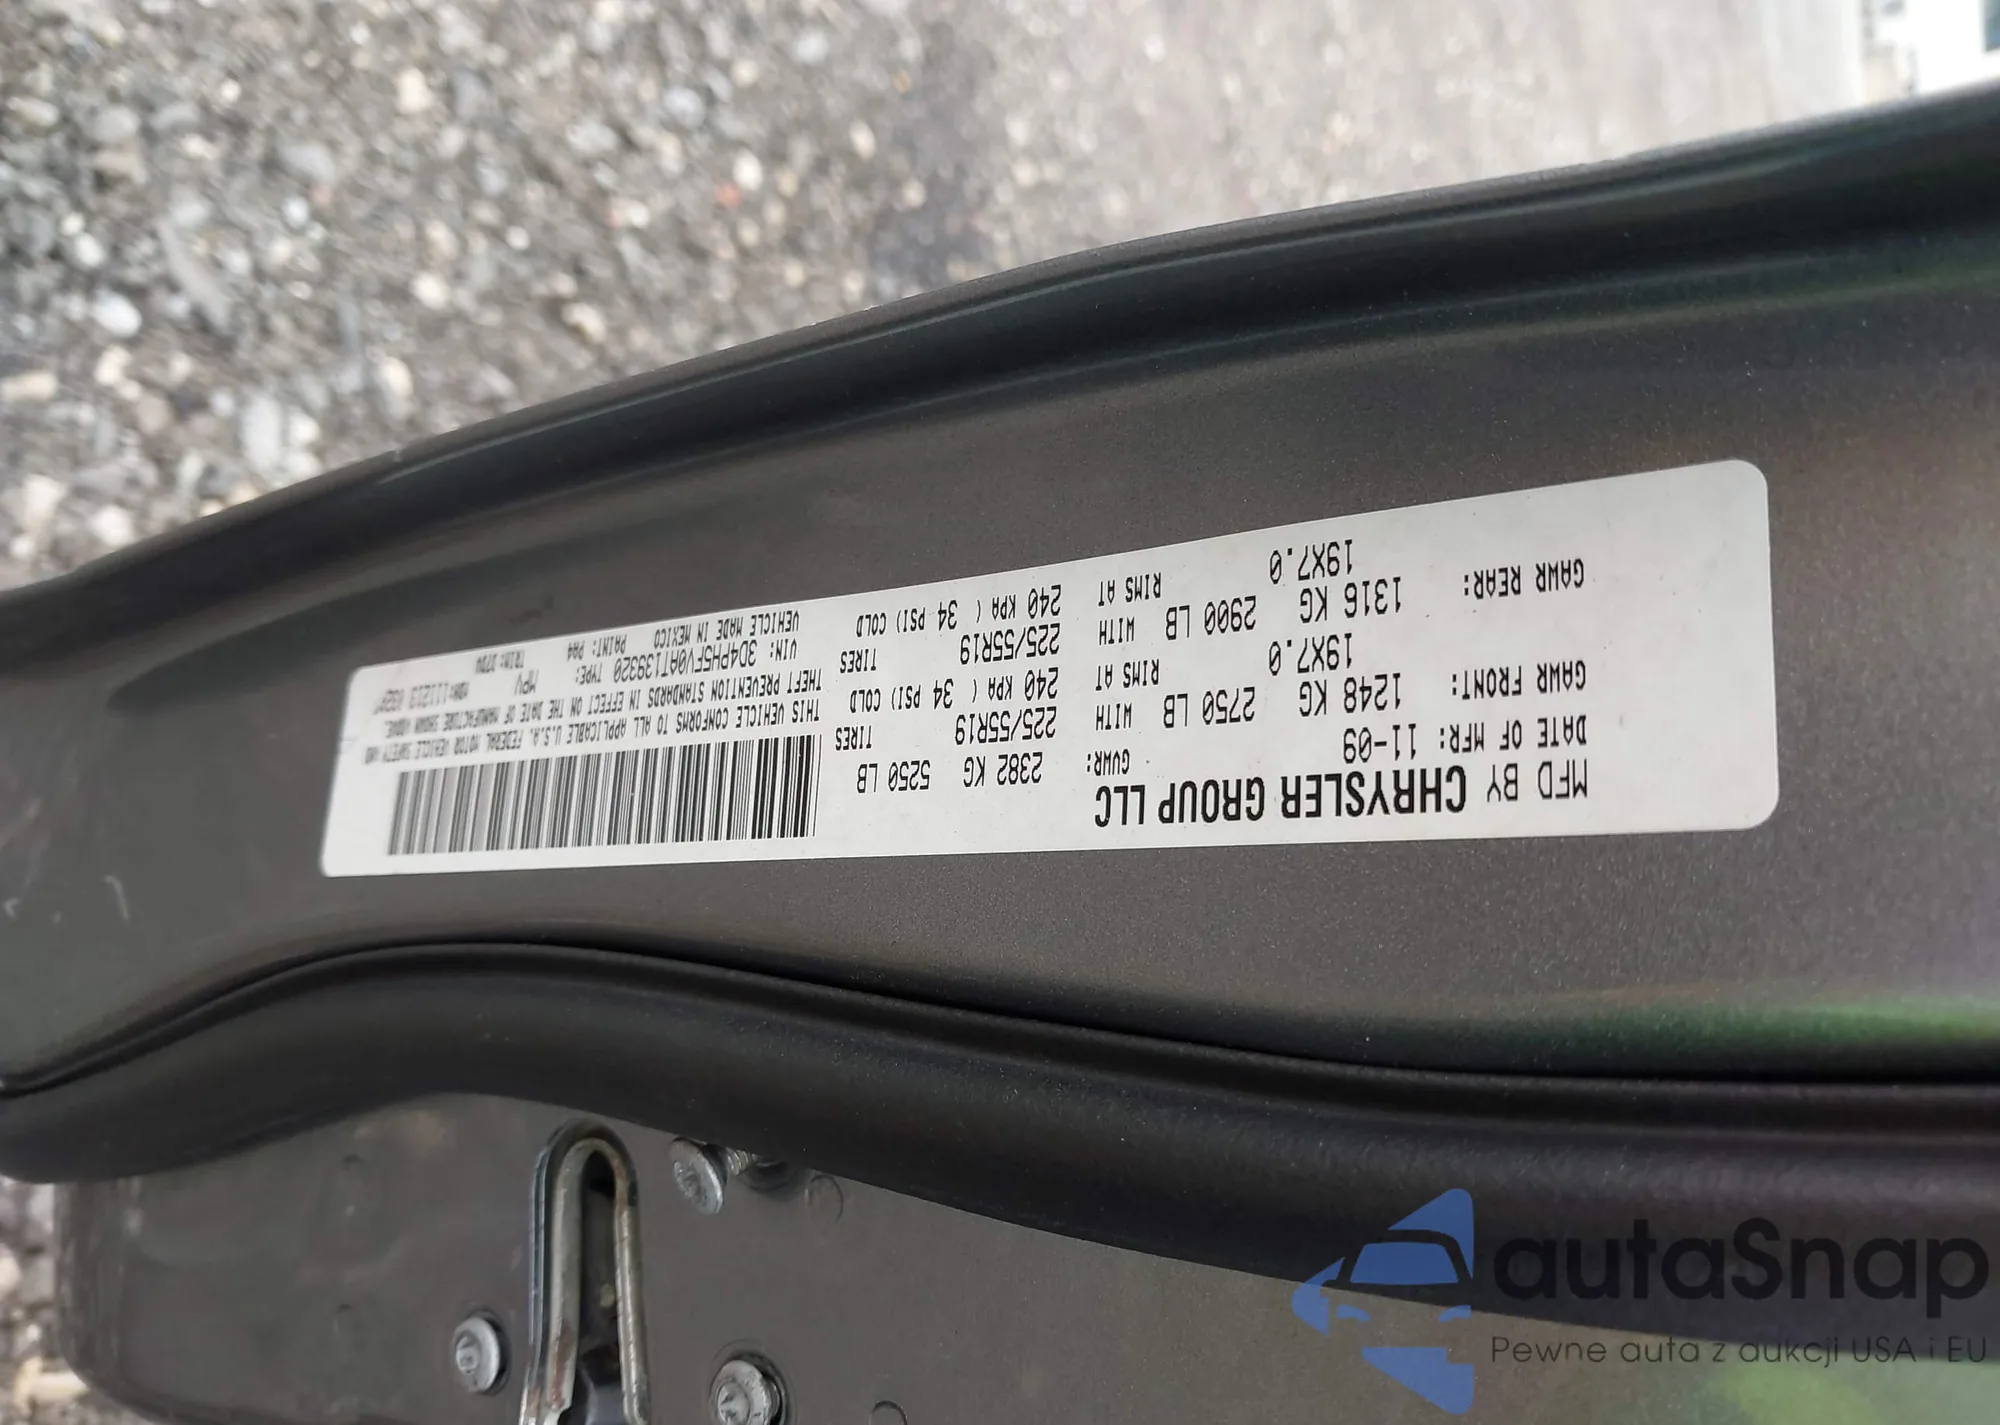 MFD BY CHRYSLER GROUP LLC
DATE OF MFR: 11-09
GVWR:
2382 KG 5250 LB
GAWR FRONT:
1248 KG 2750 LB
WITH
225/55R19
TIRES
19X7.0
RIMS AT
240 KPA ( 34 PSI) COLD
GAWR REAR:
1316 KG 2900 LB
WITH
225/55R19
TIRES
19X7.0
RIMS AT
240 KPA ( 34 PSI) COLD
THIS VEHICLE CONFORMS TO ALL APPLICABLE U.S.A. FEDERAL MOTOR VEHICLE SAFETY AND
THEFT PREVENTION STANDARDS IN EFFECT ON THE DATE OF MANUFACTURE SHOWN ABOVE.
VIN: 3D4PH5FV0AT139320 TYPE: MPV
VEHICLE MADE IN MEXICO PAINT: PA4 TRIM:
autaSnap
Pewne auta z aukcji USA i EU